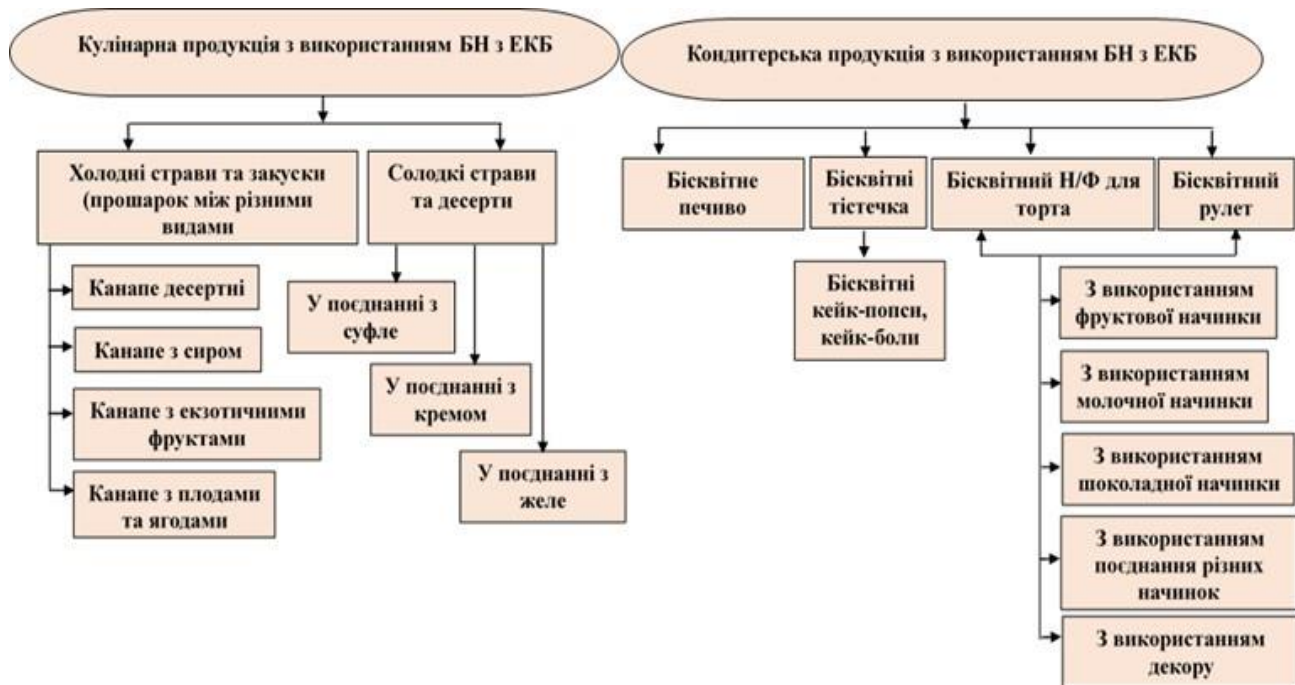 Кулінарна продукція з використанням БН з ЕКБ
Холодні страви та закуски
(прошарок між різними
видами
Солодкі страви
та десерти
Канапе десертні
Канапе з сиром
Канапе з екзотичними
фруктами
Канапе з плодами
та ягодами
У поєднанні з
суфле
У поєднанні з
кремом
У поєднанні з
желе
Кондитерська продукція з використанням БН з ЕКБ
Бісквітне
печиво
Бісквітні
тістечка
Бісквітний Н/Ф для
торта
Бісквітний
рулет
Бісквітні
кейк-попси,
кейк-боли
З використанням
фруктової начинки
З використанням
молочної начинки
З використанням
шоколадної начинки
З використанням
поєднання різних
начинок
З використанням
декору